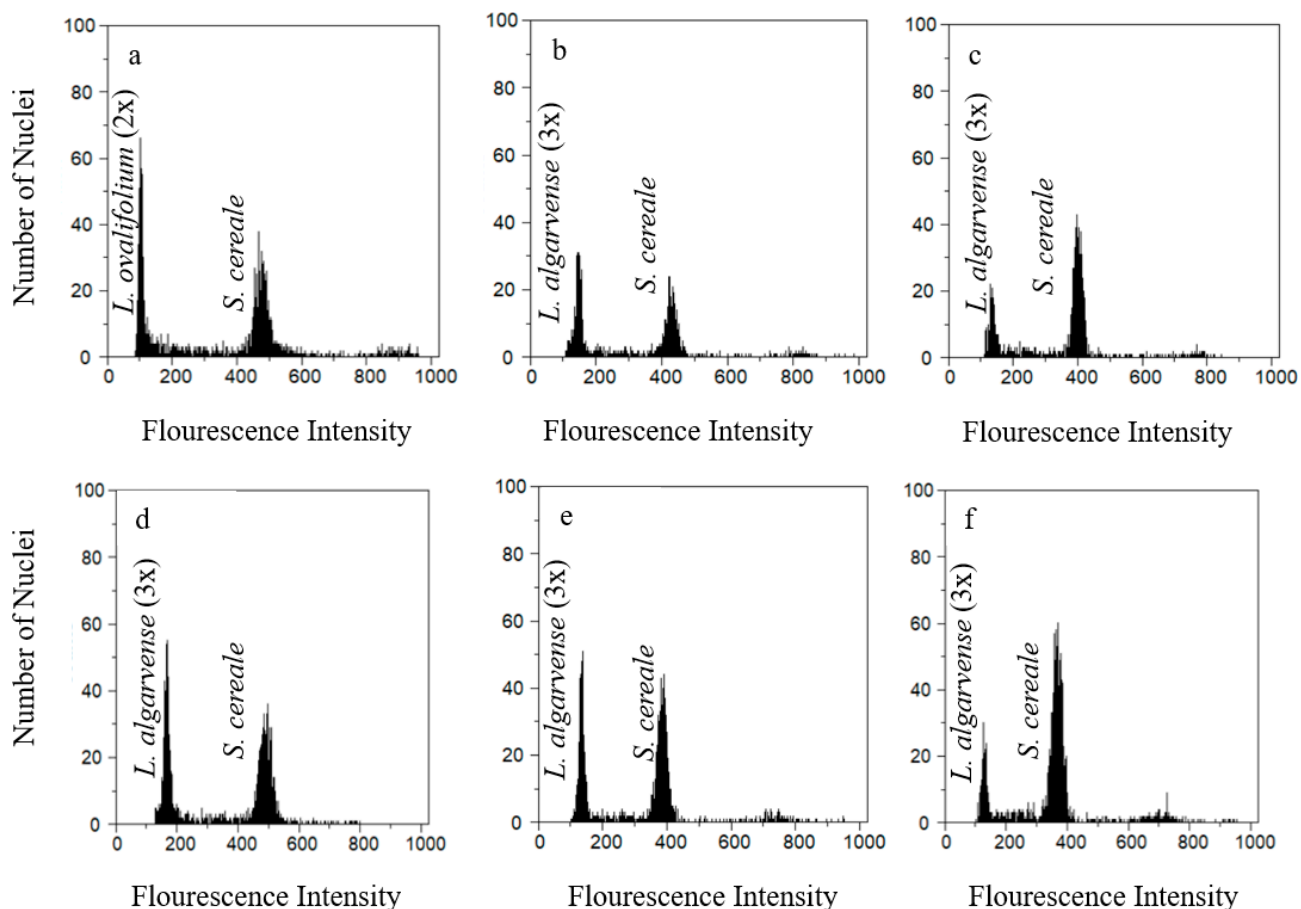 a
b
c
Number of Nuclei
100
80
60
40
20
0
L. ovalifolium (2x)
S. cereale
0 200 400 600 800 1000
Flourescence Intensity
100
80
60
40
20
0
L. algarvense (3x)
S. cereale
0 200 400 600 800 1000
Flourescence Intensity
100
80
60
40
20
0
L. algarvense (3x)
S. cereale
0 200 400 600 800 1000
Flourescence Intensity
d
e
f
Number of Nuclei
100
80
60
40
20
0
L. algarvense (3x)
S. cereale
0 200 400 600 800 1000
Flourescence Intensity
100
80
60
40
20
0
L. algarvense (3x)
S. cereale
0 200 400 600 800 1000
Flourescence Intensity
100
80
60
40
20
0
L. algarvense (3x)
S. cereale
0 200 400 600 800 1000
Flourescence Intensity